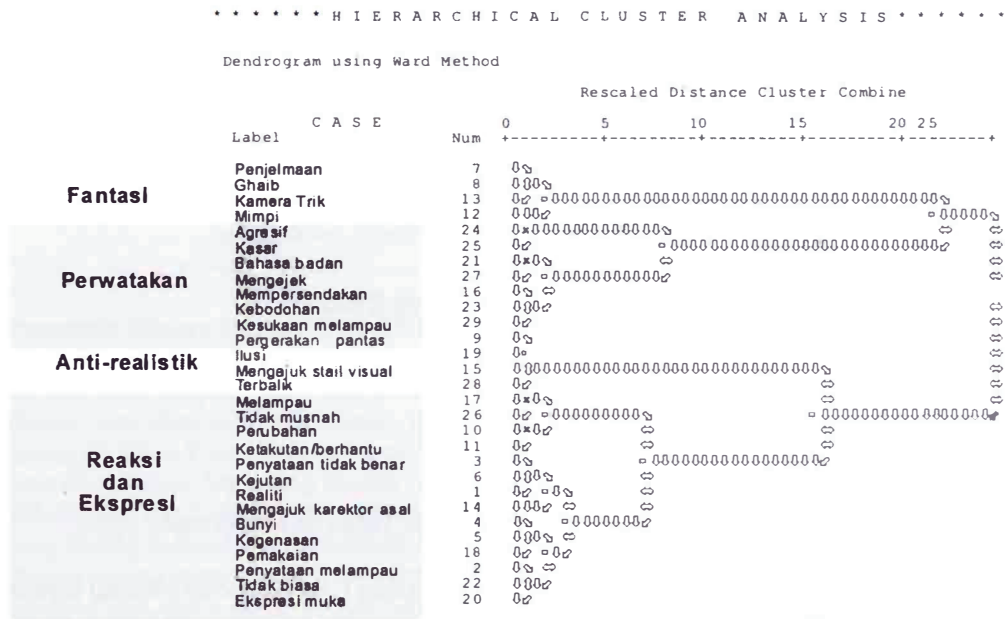 * * * * * * H I E R A R C H I C A L   C L U S T E R   A N A L Y S I S * * * * * *
Dendrogram using Ward Method
Rescaled Distance Cluster Combine
C A S E 0 5 10 15 20 25
Label Num +---------+---------+---------+---------+---------+
Fantasi
Penjelmaan 7
Ghaib 8
Kamera Trik 13
Mimpi 12
Perwatakan
Agresif 24
Kasar 25
Bahasa badan 21
Mengejek 27
Mempersendakan 16
Kebodohan 23
Kesukaan melampau 29
Pergerakan pantas 9
Anti-realistik
Ilusi 19
Mengajuk stail visual 15
Terbalik 28
Reaksi
dan
Ekspresi
Melampau 17
Tidak musnah 26
Perubahan 10
Ketakutan/berhantu 11
Penyataan tidak benar 3
Kejutan 6
Realiti 1
Mengajuk karektor asal 14
Bunyi 4
Kegenasan 5
Pemakaian 18
Penyataan melampau 2
Tidak biasa 22
Ekspresi muka 20